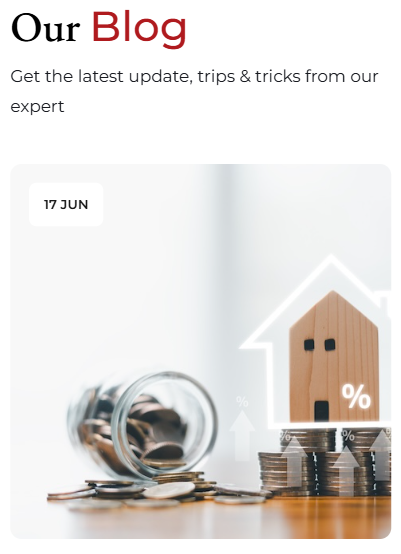 Our Blog
Get the latest update, trips & tricks from our
expert
17 JUN
%
%
%
%